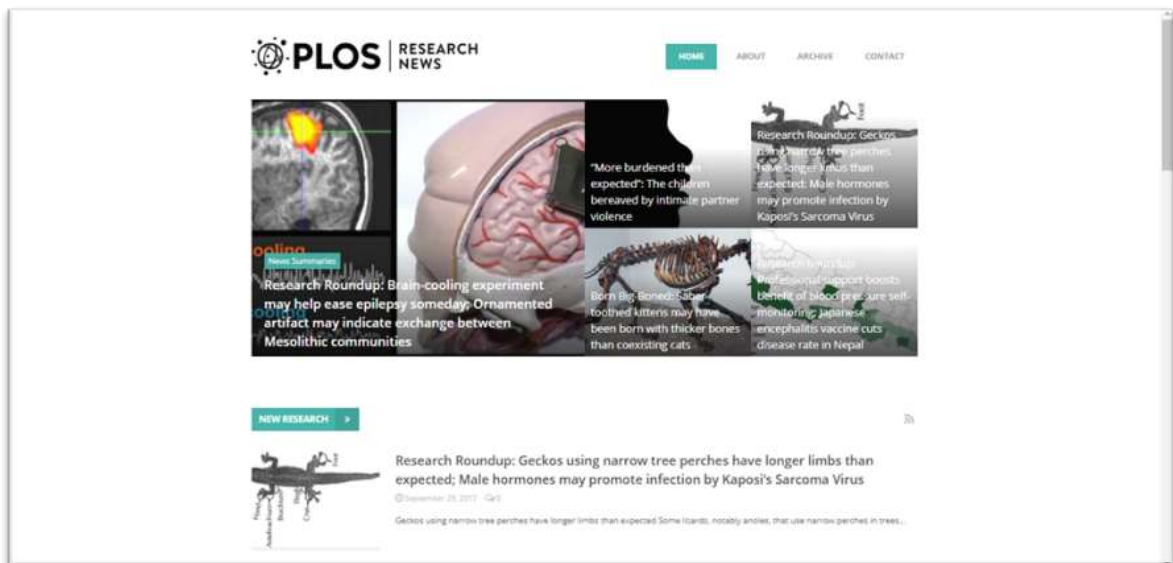 PLOS RESEARCH NEWS
HOME ABOUT ARCHIVE CONTACT
cooling
News Summaries
Research Roundup: Brain-cooling experiment
may help ease epilepsy someday; Ornamented
artifact may indicate exchange between
Mesolithic communities
"More burdened than
expected": The children
bereaved by intimate partner
violence
Foot
Research Roundup: Geckos
using narrow tree perches
have longer limbs than
expected; Male hormones
may promote infection by
Kaposi's Sarcoma Virus
Born Big-Boned: Saber-
toothed kittens may have
been born with thicker bones
than coexisting cats
Research Roundup:
Professional support boosts
benefit of blood pressure self-
monitoring; Japanese
encephalitis vaccine cuts
disease rate in Nepal
NEW RESEARCH »
Foot
Research Roundup: Geckos using narrow tree perches have longer limbs than
expected; Male hormones may promote infection by Kaposi's Sarcoma Virus
Geckos using narrow tree perches have longer limbs than expected Some lizards, notably anoles, that use narrow perches in trees...